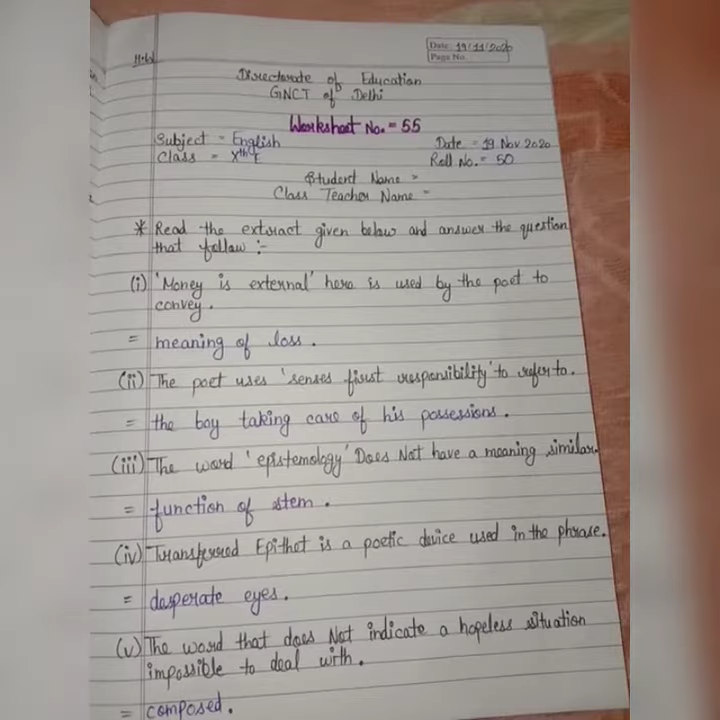 H.W
Date 19/11/2020
Page No.
Directorate of Education
GNCT of Delhi
Worksheet No. = 55
Subject = English
Date = 19 Nov 2020
Class = Xth F
Roll No. = 50
Student Name =
Class Teacher Name =
* Read the extract given below and answer the question
that follow :-
(i) 'Money is external' here is used by the poet to
convey.
= meaning of loss.
(ii) The poet uses 'senses first responsibility' to refer to.
= the boy taking care of his possessions.
(iii) The word 'epistemology' Does Not have a meaning similar.
= function of stem.
(iv) Transferred Epithet is a poetic device used in the phrase.
= desperate eyes.
(v) The word that does Not indicate a hopeless situation
impossible to deal with.
= composed.